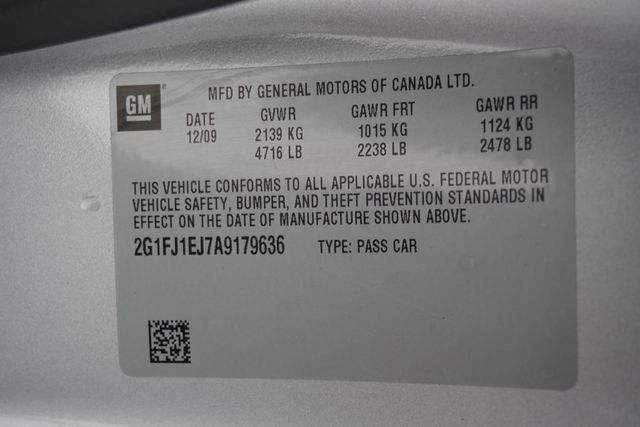 GM
MFD BY GENERAL MOTORS OF CANADA LTD.
DATE GVWR GAWR FRT GAWR RR
12/09 2139 KG 1015 KG 1124 KG
4716 LB 2238 LB 2478 LB
THIS VEHICLE CONFORMS TO ALL APPLICABLE U.S. FEDERAL MOTOR
VEHICLE SAFETY, BUMPER, AND THEFT PREVENTION STANDARDS IN
EFFECT ON THE DATE OF MANUFACTURE SHOWN ABOVE.
2G1FJ1EJ7A9179636 TYPE: PASS CAR